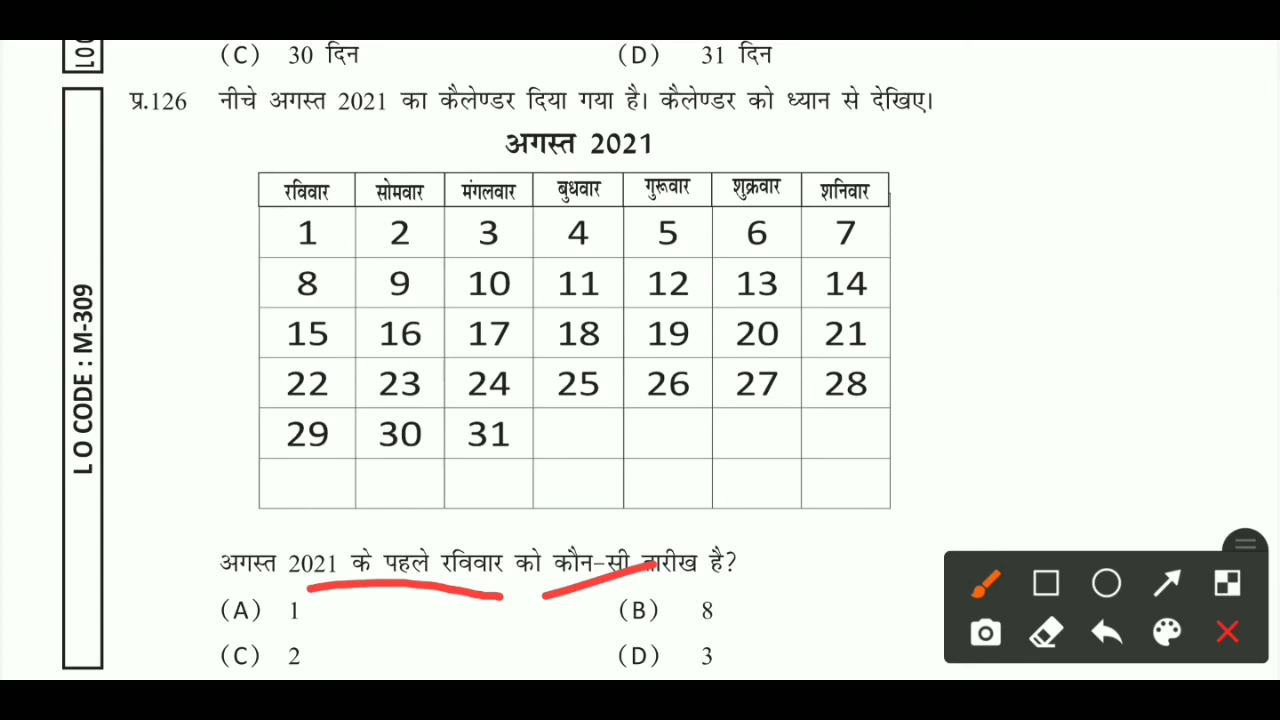 (C) 30 दिन (D) 31 दिन
प्र.126 नीचे अगस्त 2021 का कैलेण्डर दिया गया है। कैलेण्डर को ध्यान से देखिए।
अगस्त 2021
रविवार सोमवार मंगलवार बुधवार गुरूवार शुक्रवार शनिवार
1 2 3 4 5 6 7
8 9 10 11 12 13 14
15 16 17 18 19 20 21
22 23 24 25 26 27 28
29 30 31
अगस्त 2021 के पहले रविवार को कौन-सी तारीख है?
(A) 1 (B) 8
(C) 2 (D) 3
LO CODE : M-309